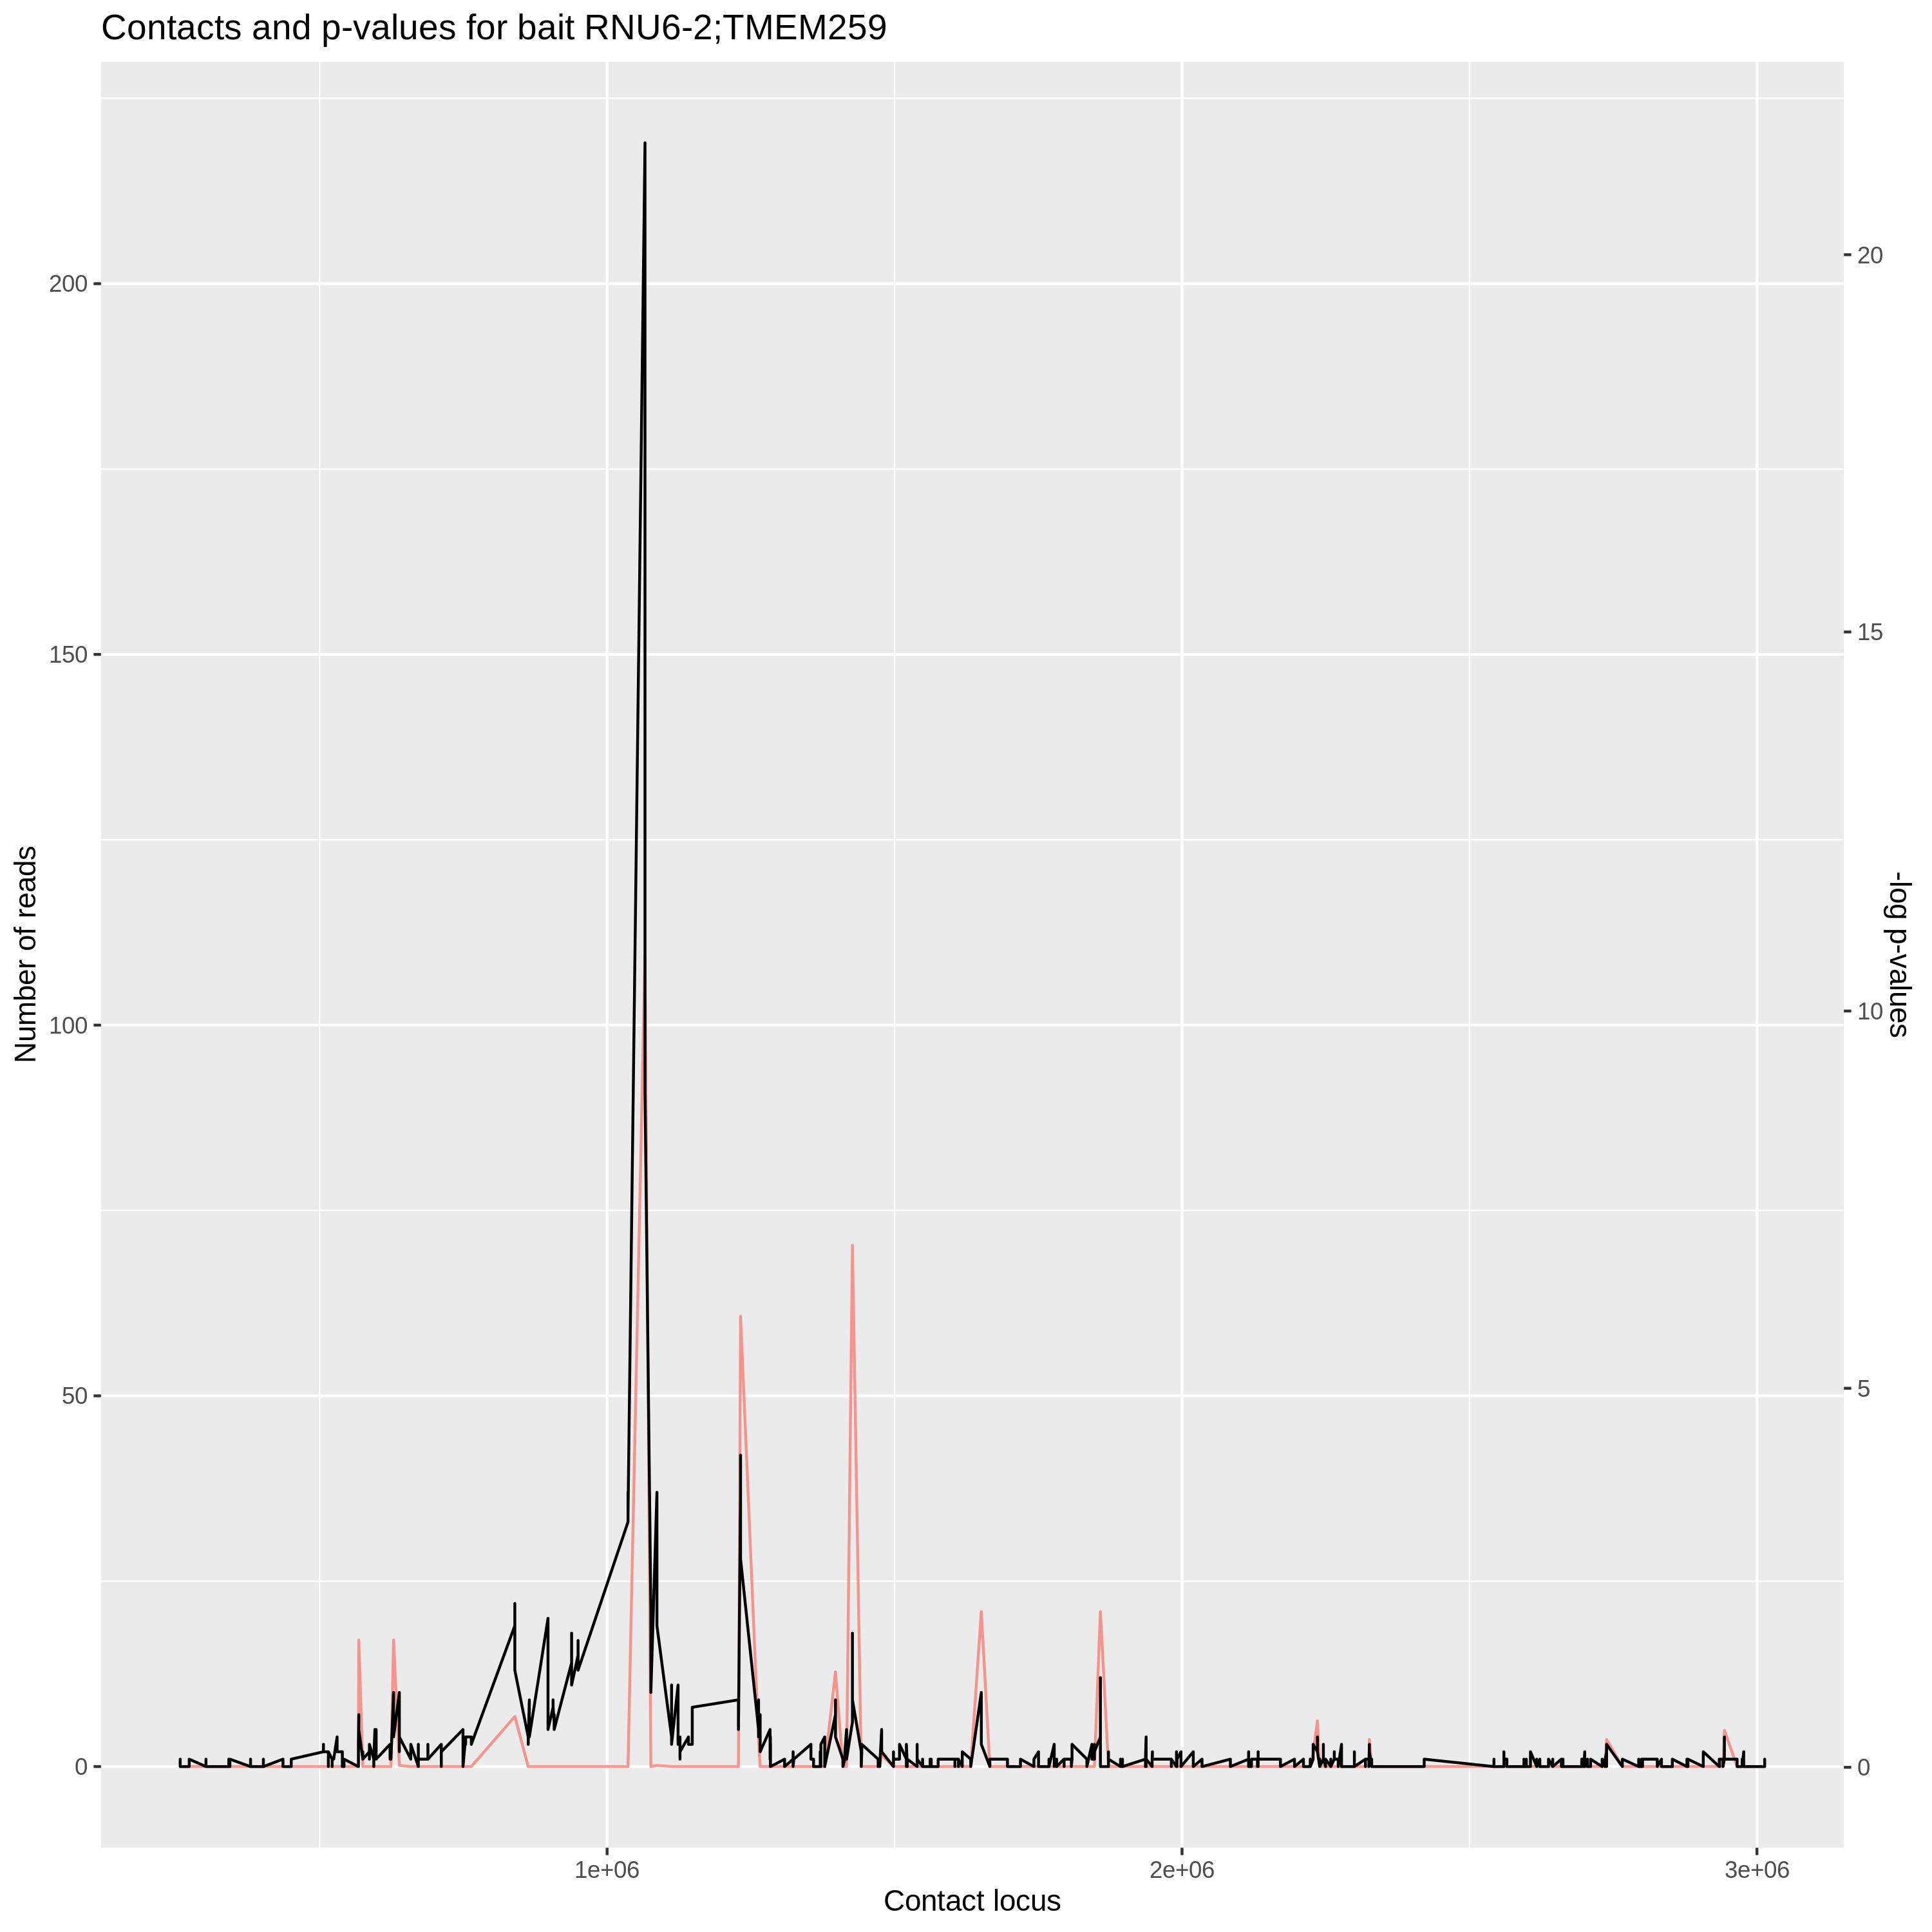 Contacts and p-values for bait RNU6-2;TMEM259
Number of reads
200
150
100
50
0
20
15
10
5
0
-log p-values
1e+06
2e+06
3e+06
Contact locus